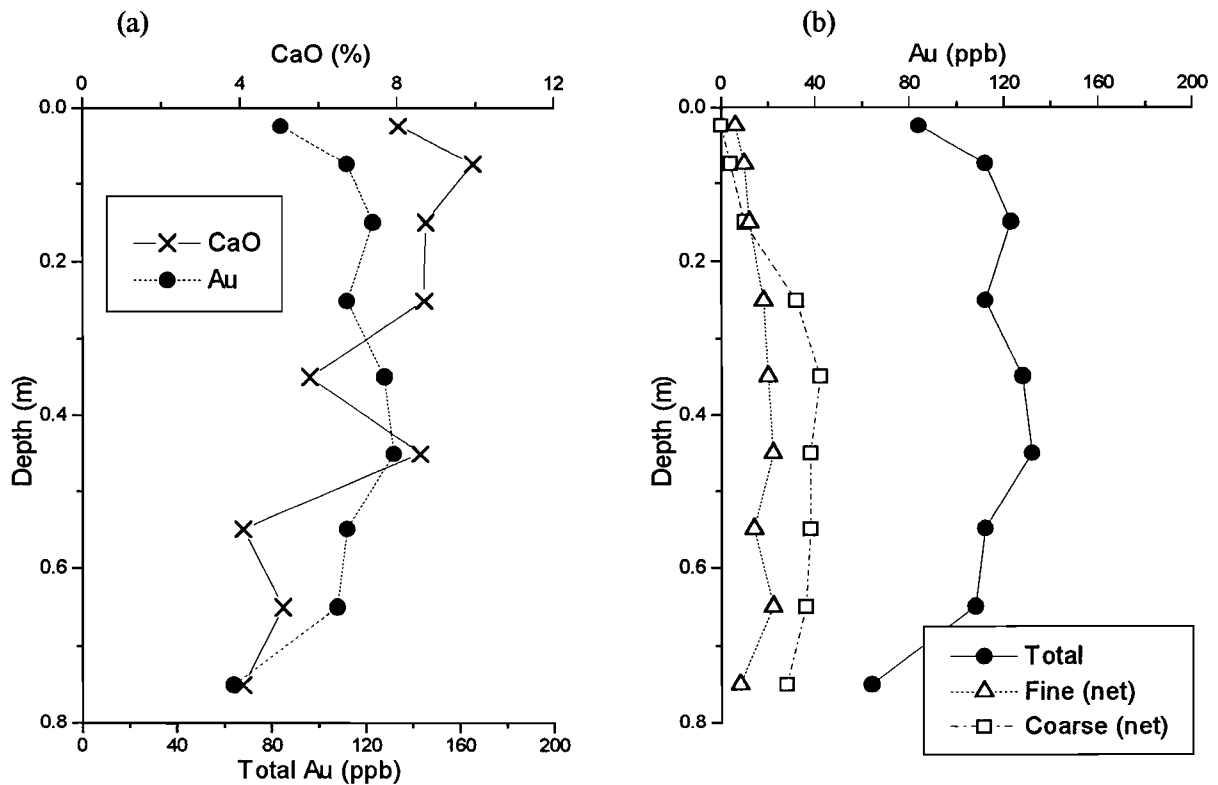 (a)
CaO (%)
0 4 8 12
0.0
0.2
0.4
0.6
0.8
Depth (m)
CaO
Au
0 40 80 120 160 200
Total Au (ppb)
(b)
Au (ppb)
0 40 80 120 160 200
0.0
0.2
0.4
0.6
0.8
Depth (m)
Total
Fine (net)
Coarse (net)